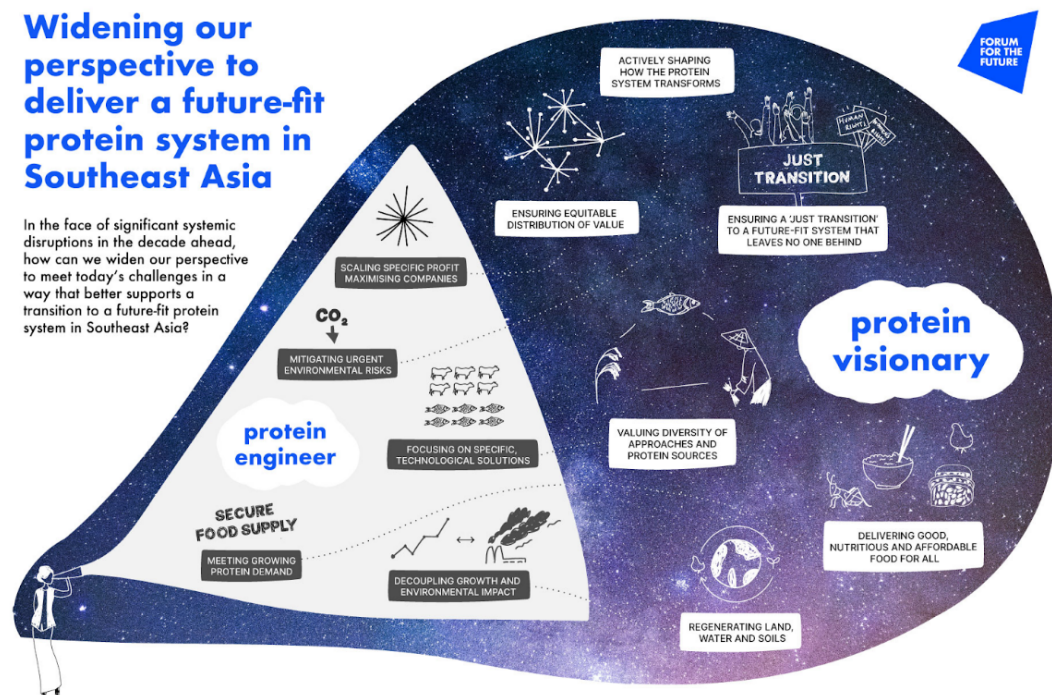 Widening our
perspective to
deliver a future-fit
protein system in
Southeast Asia
In the face of significant systemic
disruptions in the decade ahead,
how can we widen our perspective
to meet today's challenges in a
way that better supports a
transition to a future-fit protein
system in Southeast Asia?
FORUM
FOR THE
FUTURE
ACTIVELY SHAPING
HOW THE PROTEIN
SYSTEM TRANSFORMS
HUMAN
RIGHTS
JUST
TRANSITION
ENSURING EQUITABLE
DISTRIBUTION OF VALUE
ENSURING A 'JUST TRANSITION'
TO A FUTURE-FIT SYSTEM THAT
LEAVES NO ONE BEHIND
SCALING SPECIFIC PROFIT
MAXIMISING COMPANIES
CO₂
MITIGATING URGENT
ENVIRONMENTAL RISKS
protein
visionary
protein
engineer
FOCUSING ON SPECIFIC,
TECHNOLOGICAL SOLUTIONS
VALUING DIVERSITY OF
APPROACHES AND
PROTEIN SOURCES
SECURE
FOOD SUPPLY
MEETING GROWING
PROTEIN DEMAND
DECOUPLING GROWTH AND
ENVIRONMENTAL IMPACT
DELIVERING GOOD,
NUTRITIOUS AND AFFORDABLE
FOOD FOR ALL
REGENERATING LAND,
WATER AND SOILS